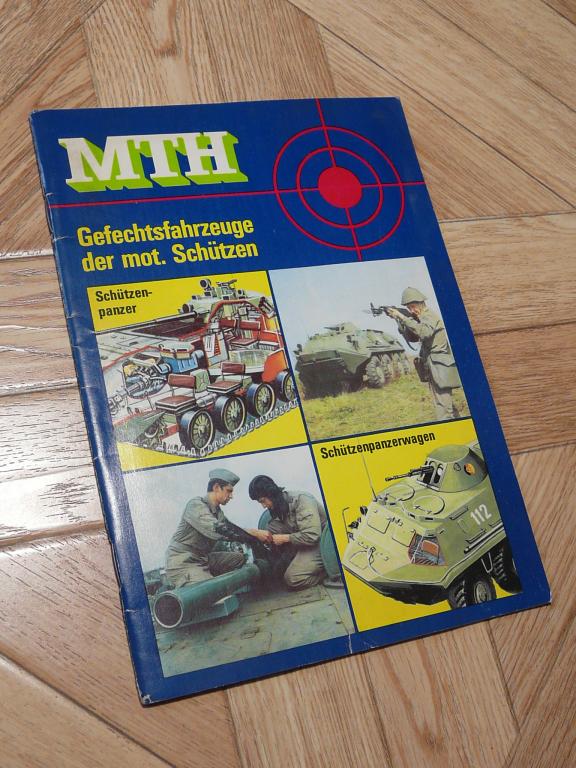 MTH
Gefechtsfahrzeuge
der mot. Schützen
Schützen-
panzer
Schützenpanzerwagen
112